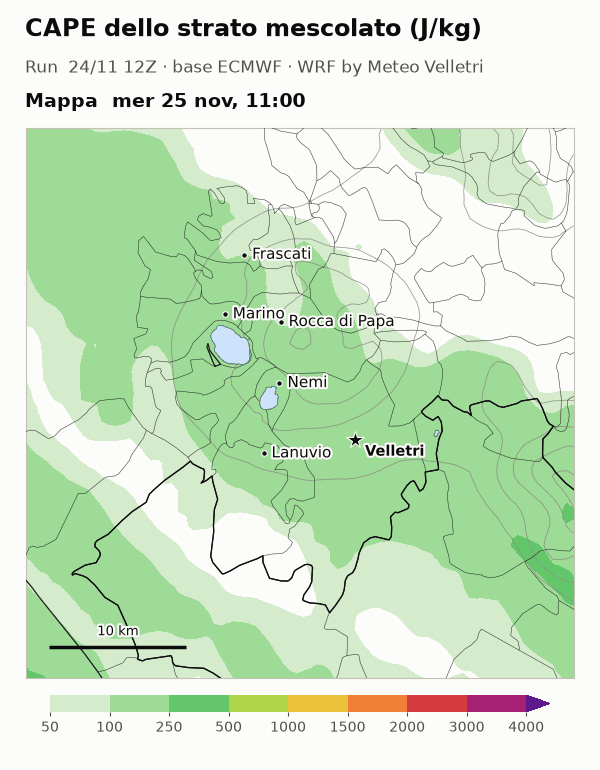 CAPE dello strato mescolato (J/kg)
Run  24/11 12Z · base ECMWF · WRF by Meteo Velletri
Mappa  mer 25 nov, 11:00
Frascati
Marino
Rocca di Papa
Nemi
Velletri
Lanuvio
10 km
50 100 250 500 1000 1500 2000 3000 4000